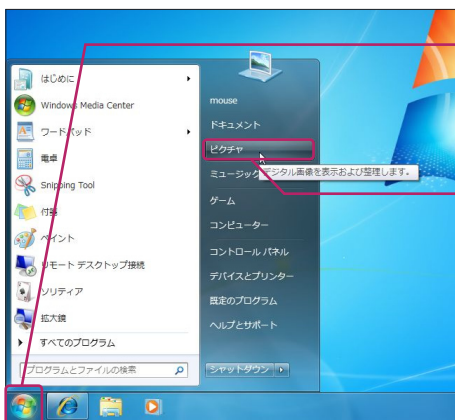 はじめに
Windows Media Center
ワードパッド
電卓
Snipping Tool
付箋
ペイント
リモート デスクトップ接続
ソリティア
拡大鏡
すべてのプログラム
プログラムとファイルの検索
mouse
ドキュメント
ピクチャ
デジタル画像を表示および整理します。
ミュージック
ゲーム
コンピューター
コントロール パネル
デバイスとプリンター
既定のプログラム
ヘルプとサポート
シャットダウン